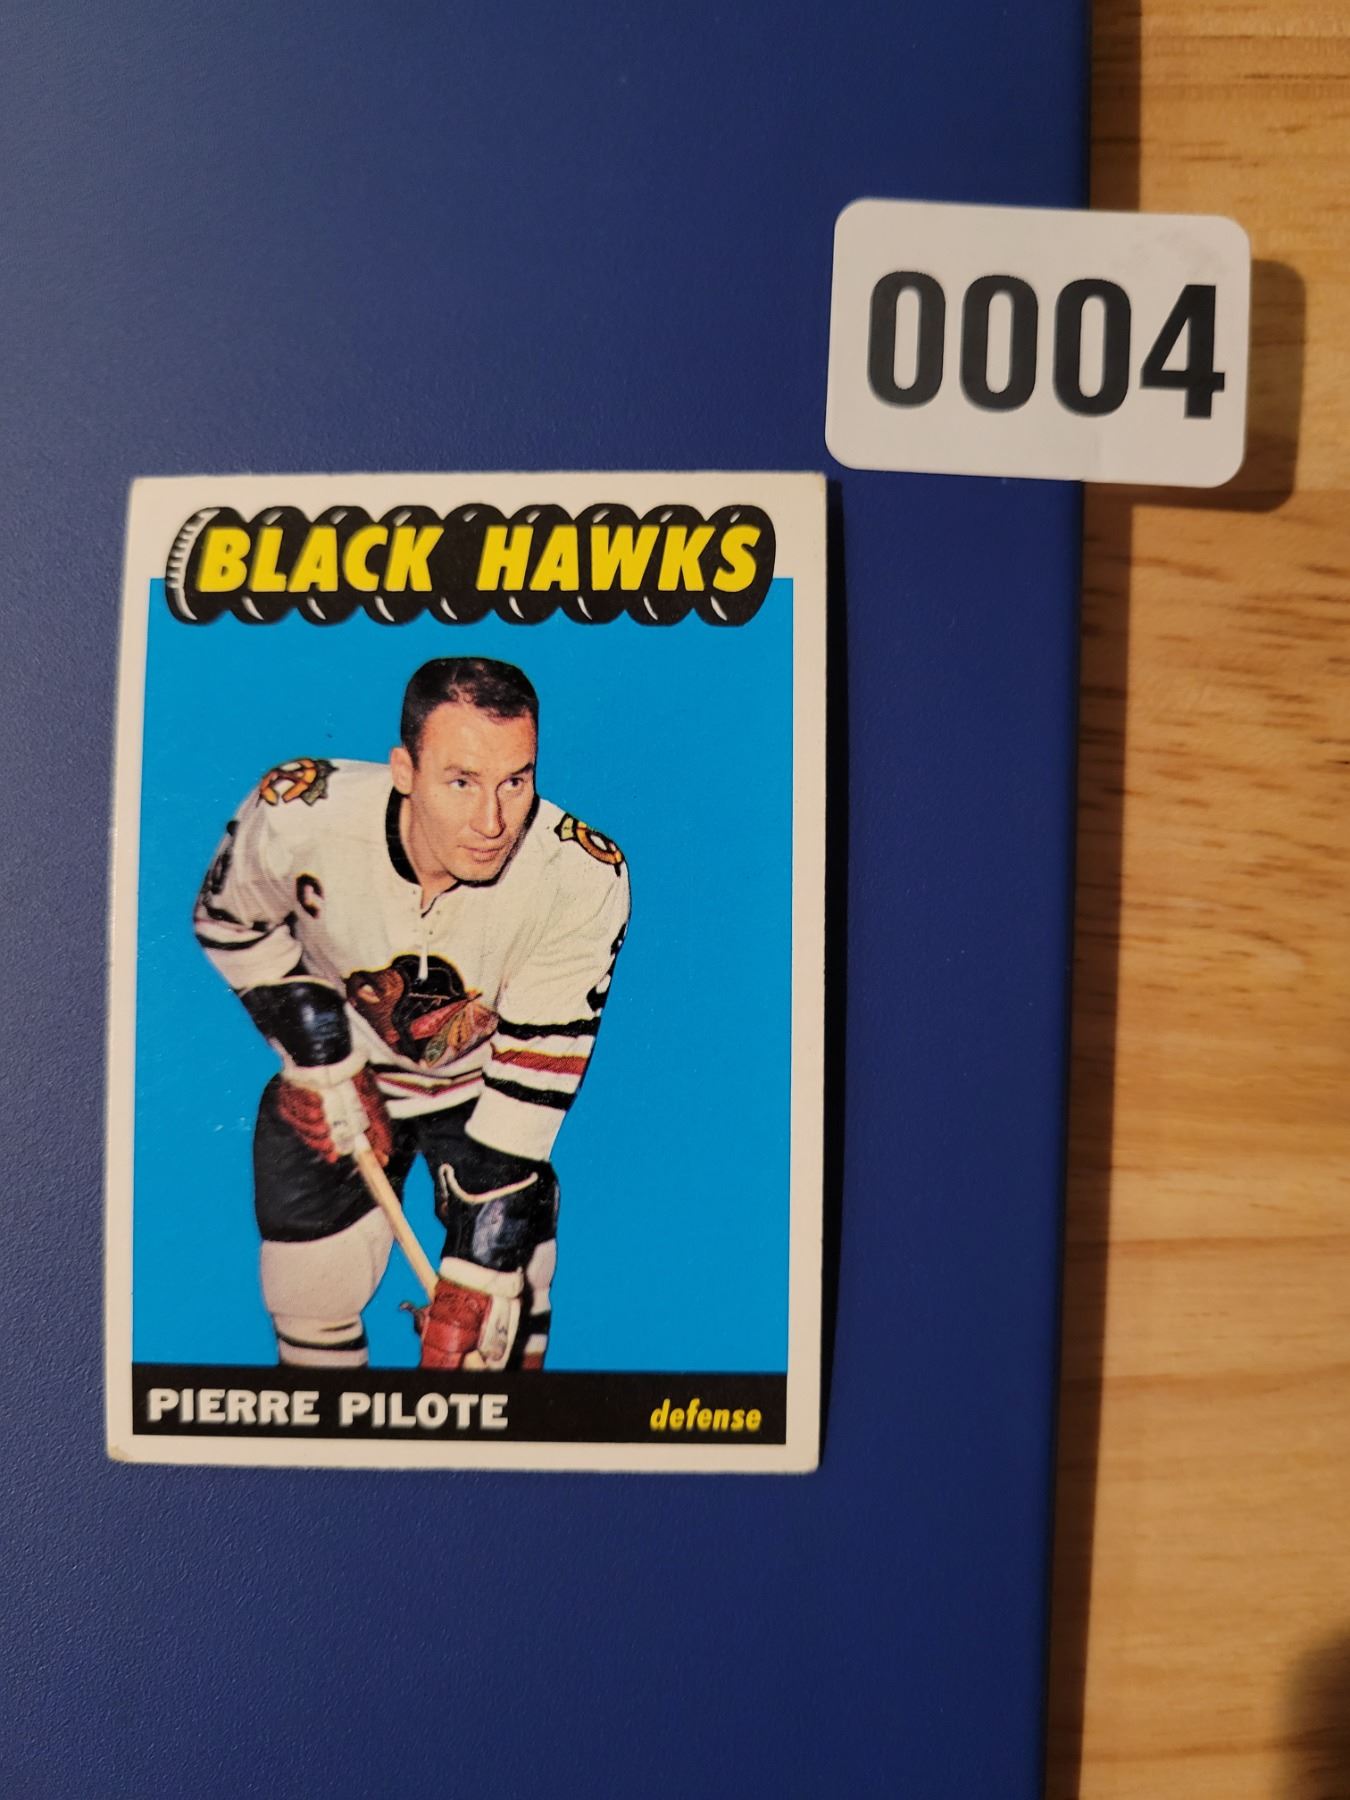 0004
BLACK HAWKS
C
PIERRE PILOTE defense